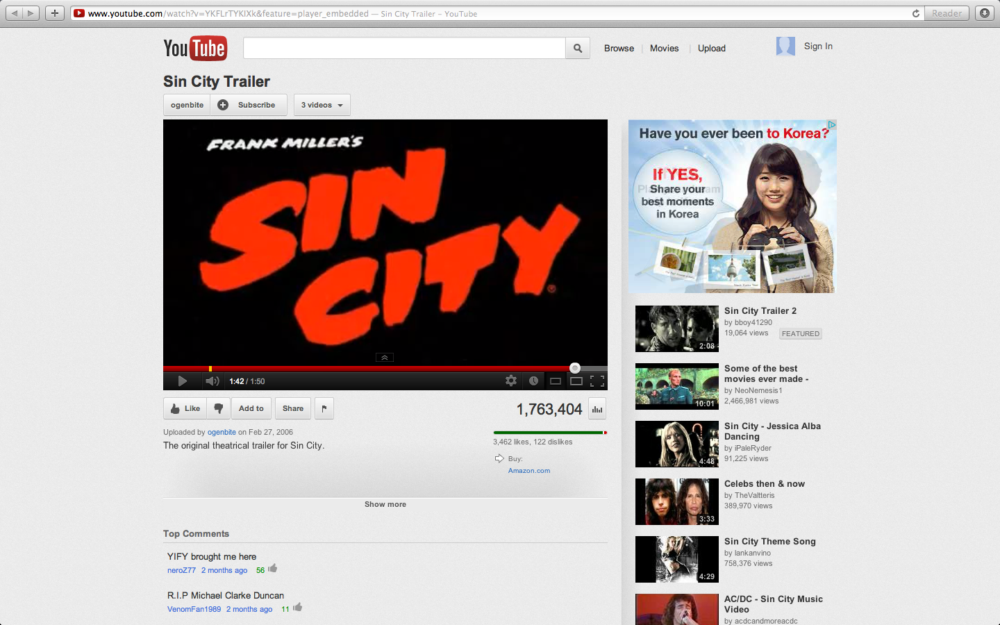 www.youtube.com/watch?v=YKFLrTYKIXk&feature=player_embedded — Sin City Trailer – YouTube
Reader
YouTube
Browse
Movies
Upload
Sign In
Sin City Trailer
ogenbite
Subscribe
3 videos
FRANK MILLER'S
SIN
CITY
1:42 / 1:50
Like
Add to
Share
1,763,404
Uploaded by ogenbite on Feb 27, 2006
The original theatrical trailer for Sin City.
3,462 likes, 122 dislikes
Buy:
Amazon.com
Show more
Top Comments
YIFY brought me here
neroZ77 2 months ago 56
R.I.P Michael Clarke Duncan
VenomFan1989 2 months ago 11
Have you ever been to Korea?
If YES,
Share your
best moments
in Korea
Sin City Trailer 2
by bboy41290
19,064 views
FEATURED
2:08
Some of the best
movies ever made -
by NeoNemesis1
2,466,981 views
10:01
Sin City - Jessica Alba
Dancing
by iPaleRyder
91,225 views
4:48
Celebs then & now
by TheValtteris
389,970 views
3:33
Sin City Theme Song
by lankanvino
758,376 views
4:29
AC/DC - Sin City Music
Video
by acdcandmoreacdc